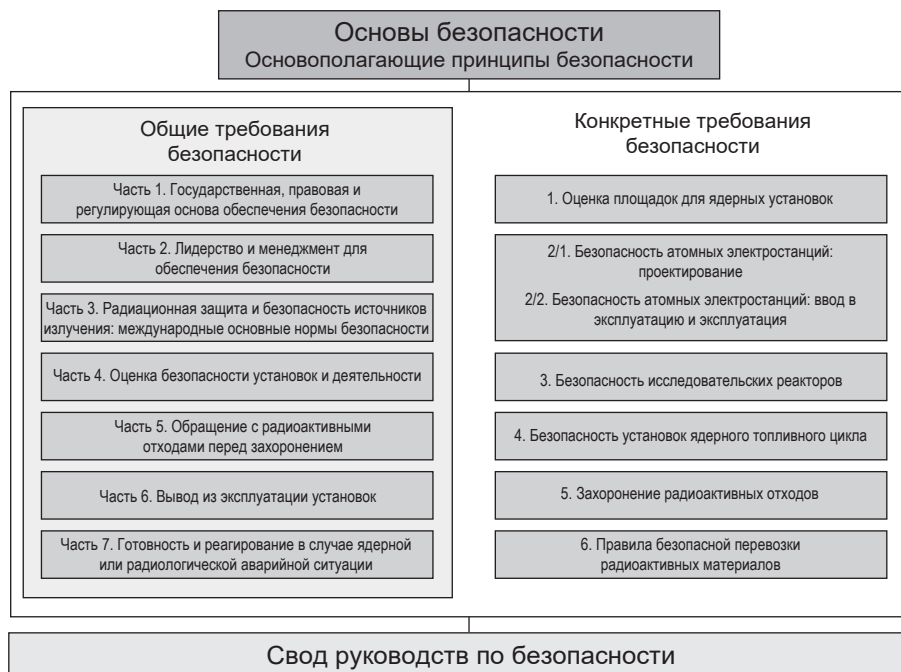 Основы безопасности
Основополагающие принципы безопасности
Общие требования
безопасности
Часть 1. Государственная, правовая и
регулирующая основа обеспечения безопасности
Часть 2. Лидерство и менеджмент для
обеспечения безопасности
Часть 3. Радиационная защита и безопасность источников
излучения: международные основные нормы безопасности
Часть 4. Оценка безопасности установок и деятельности
Часть 5. Обращение с радиоактивными
отходами перед захоронением
Часть 6. Вывод из эксплуатации установок
Часть 7. Готовность и реагирование в случае ядерной
или радиологической аварийной ситуации
Конкретные требования
безопасности
1. Оценка площадок для ядерных установок
2/1. Безопасность атомных электростанций:
проектирование
2/2. Безопасность атомных электростанций: ввод в
эксплуатацию и эксплуатация
3. Безопасность исследовательских реакторов
4. Безопасность установок ядерного топливного цикла
5. Захоронение радиоактивных отходов
6. Правила безопасной перевозки
радиоактивных материалов
Свод руководств по безопасности